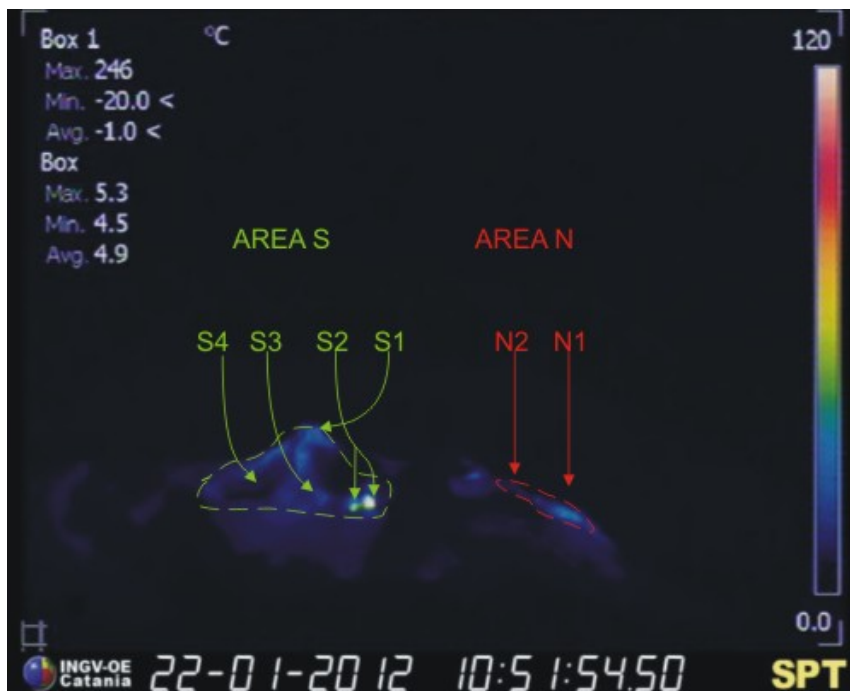 Box 1 °C
Max. 246
Min. -20.0 <
Avg. -1.0 <
Box
Max. 5.3
Min. 4.5
Avg. 4.9
120
AREA S AREA N
S4 S3 S2 S1 N2 N1
0.0
INGV-OE
Catania
22-01-2012 10:51:54.50 SPT